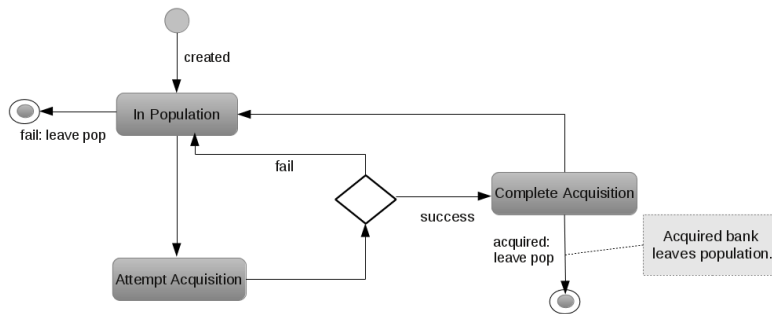 created
In Population
fail: leave pop
fail
Complete Acquisition
success
acquired:
leave pop
Acquired bank
leaves population.
Attempt Acquisition